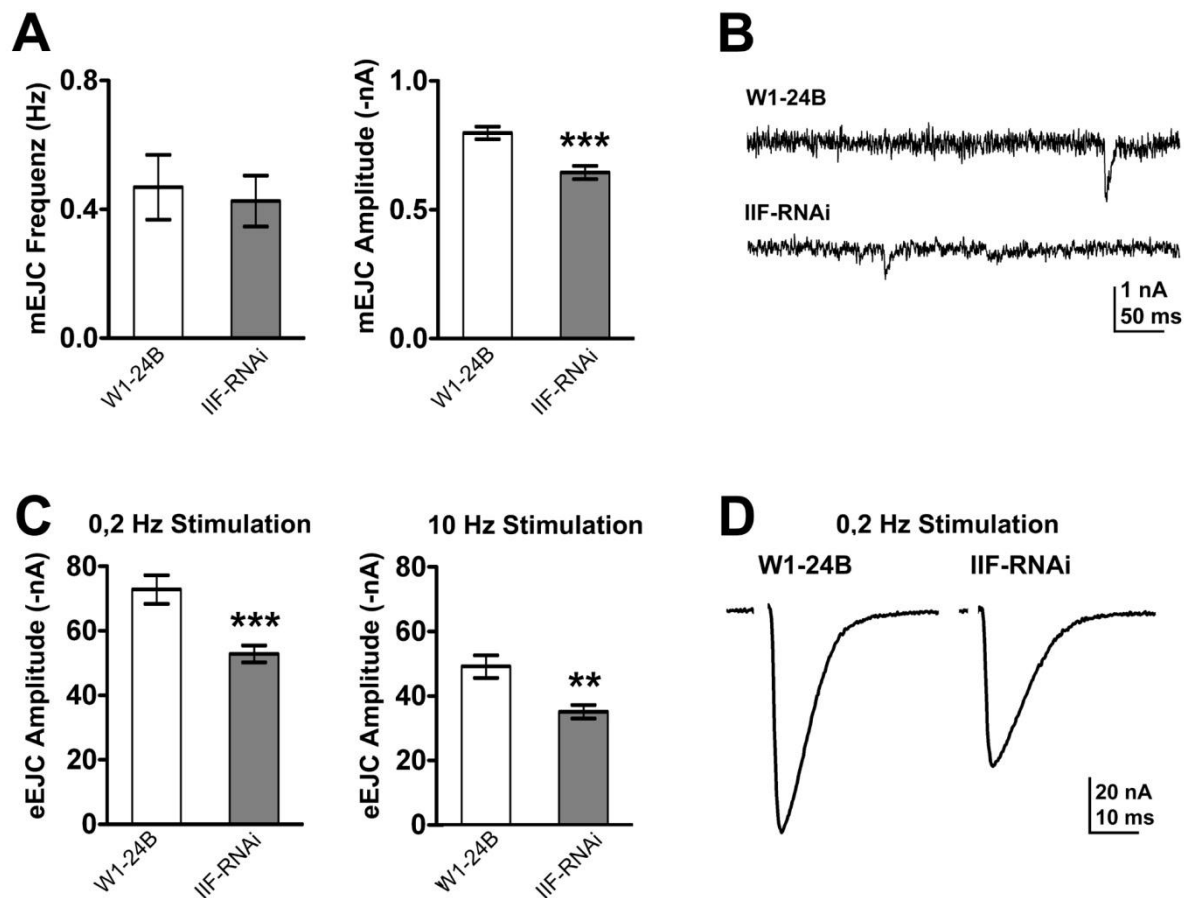 A
mEJC Frequenz (Hz)
0.8
0.4
0.0
W1-24B
IIF-RNAi
mEJC Amplitude (-nA)
1.0
0.5
0.0
***
W1-24B
IIF-RNAi
B
W1-24B
IIF-RNAi
1 nA
50 ms
C
0,2 Hz Stimulation
eEJC Amplitude (-nA)
80
60
40
20
0
***
W1-24B
IIF-RNAi
10 Hz Stimulation
eEJC Amplitude (-nA)
80
60
40
20
0
**
W1-24B
IIF-RNAi
D
0,2 Hz Stimulation
W1-24B
IIF-RNAi
20 nA
10 ms